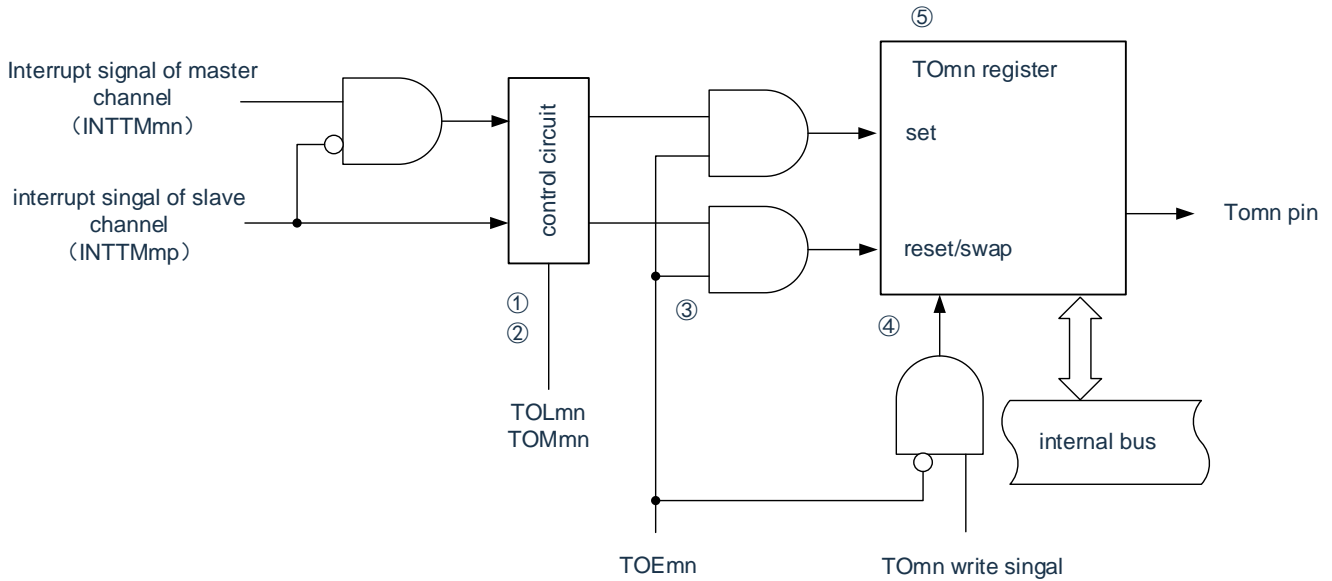 ⑤
Interrupt signal of master
channel
（INTTMmn）
TOmn register
set
control circuit
interrupt singal of slave
channel
（INTTMmp）
Tomn pin
reset/swap
①
②
③
④
TOLmn
TOMmn
internal bus
TOEmn
TOmn write singal